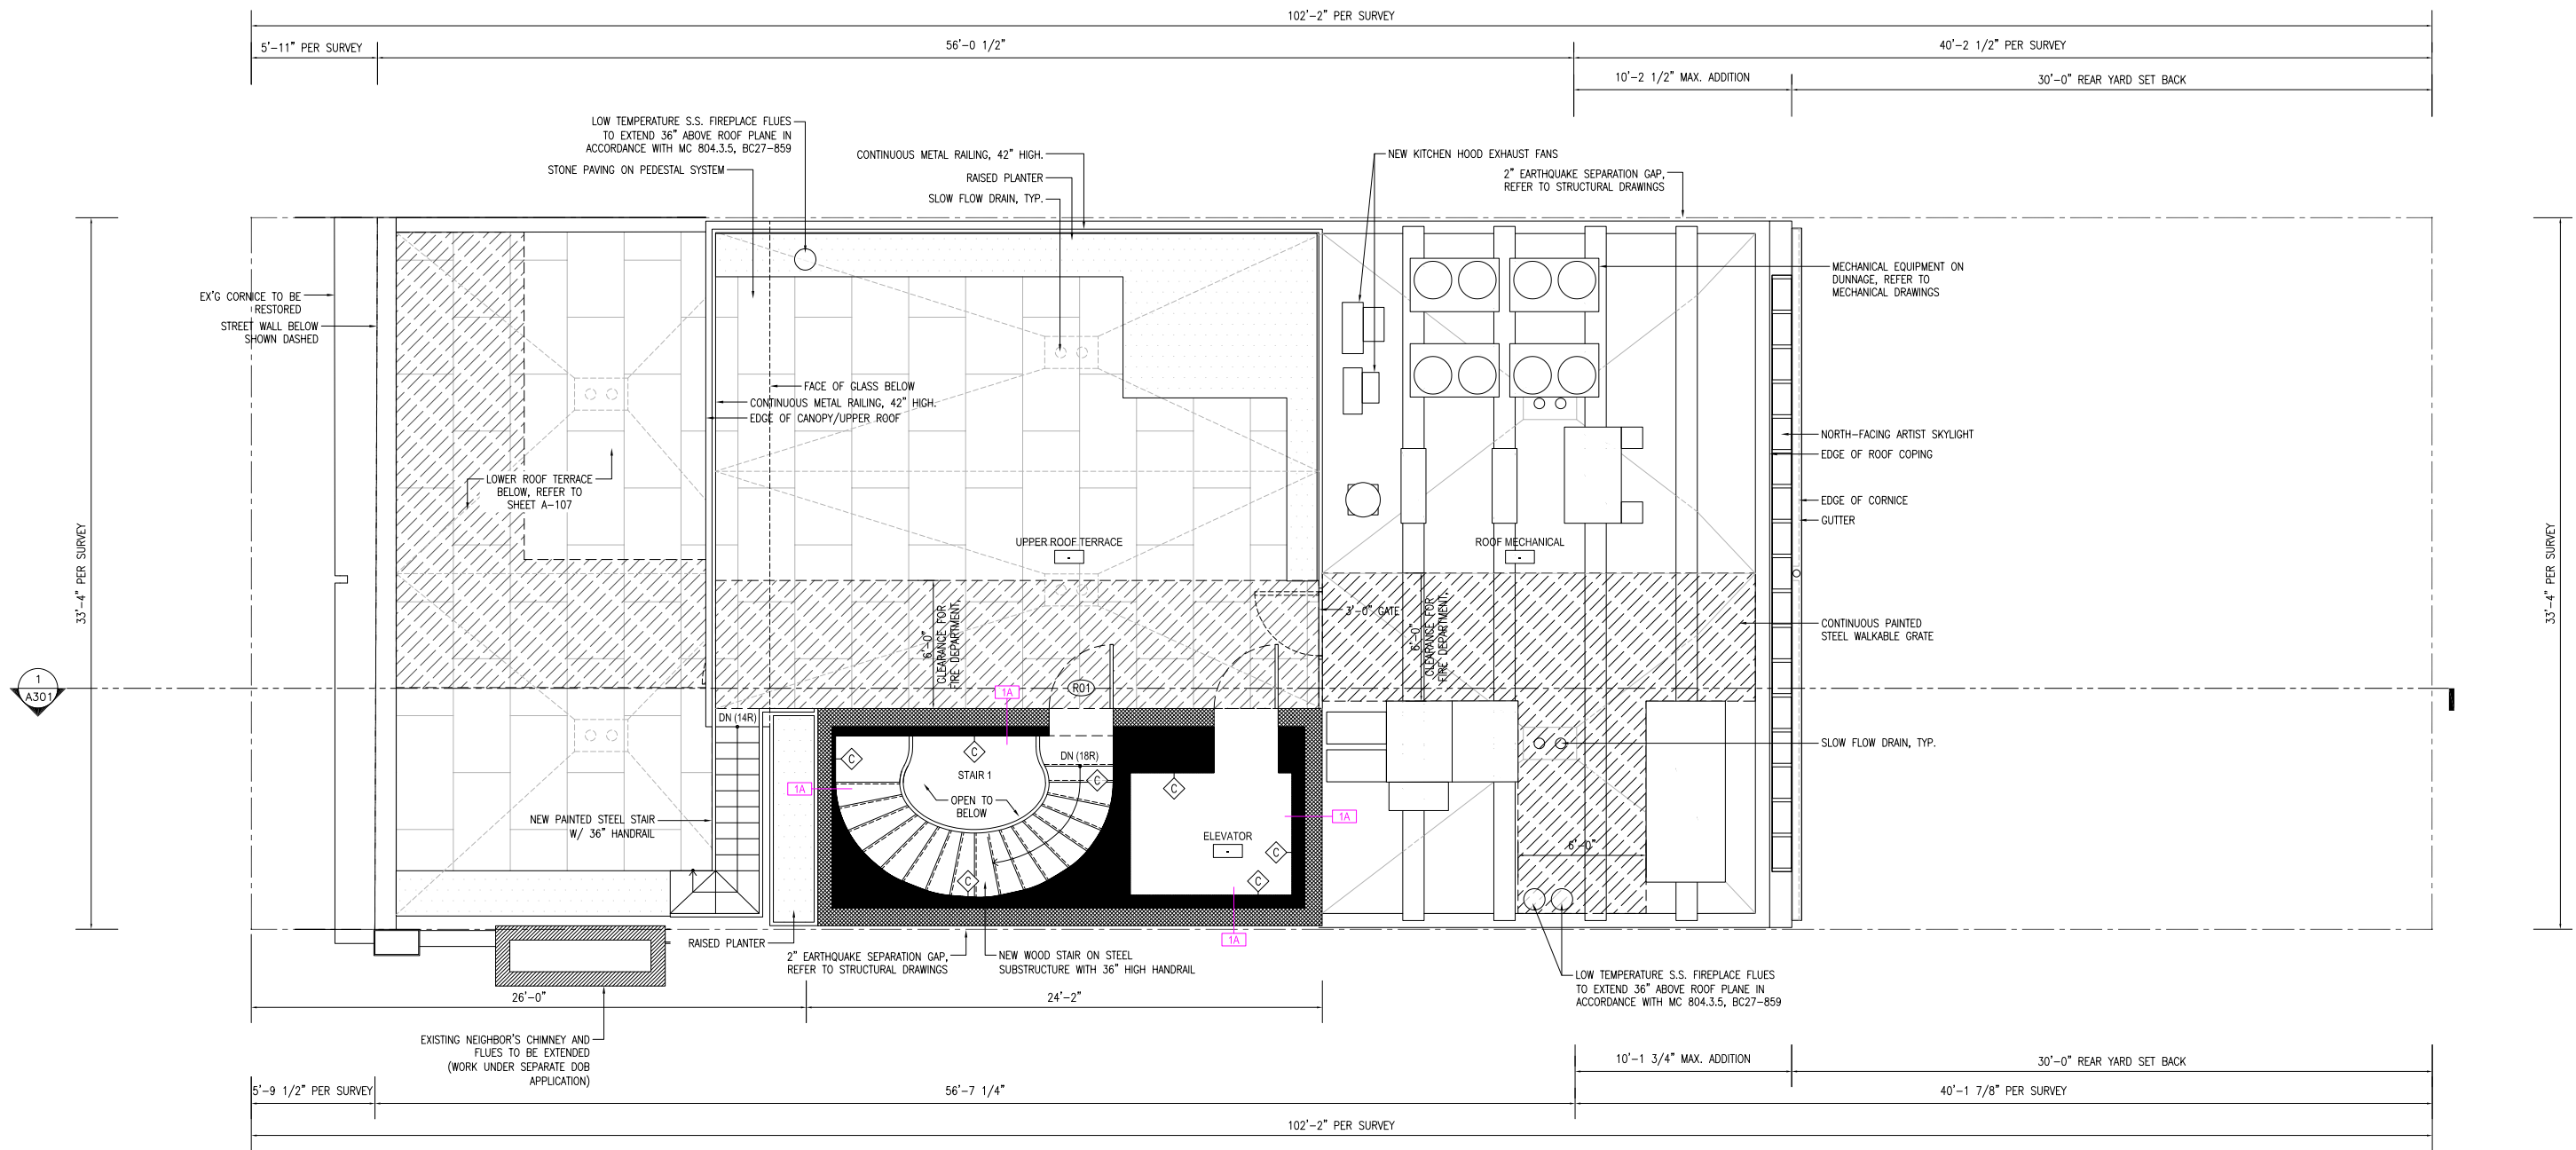 102'-2" PER SURVEY
5'-11" PER SURVEY
56'-0 1/2"
40'-2 1/2" PER SURVEY
10'-2 1/2" MAX. ADDITION
30'-0" REAR YARD SET BACK
LOW TEMPERATURE S.S. FIREPLACE FLUES
TO EXTEND 36" ABOVE ROOF PLANE IN
ACCORDANCE WITH MC 804.3.5, BC27-859
STONE PAVING ON PEDESTAL SYSTEM
CONTINUOUS METAL RAILING, 42" HIGH.
RAISED PLANTER
SLOW FLOW DRAIN, TYP.
NEW KITCHEN HOOD EXHAUST FANS
2" EARTHQUAKE SEPARATION GAP,
REFER TO STRUCTURAL DRAWINGS
MECHANICAL EQUIPMENT ON
DUNNAGE, REFER TO
MECHANICAL DRAWINGS
EX'G CORNICE TO BE
RESTORED
STREET WALL BELOW
SHOWN DASHED
FACE OF GLASS BELOW
CONTINUOUS METAL RAILING, 42" HIGH.
EDGE OF CANOPY/UPPER ROOF
NORTH-FACING ARTIST SKYLIGHT
EDGE OF ROOF COPING
EDGE OF CORNICE
GUTTER
LOWER ROOF TERRACE
BELOW, REFER TO
SHEET A-107
33'-4" PER SURVEY
33'-4" PER SURVEY
UPPER ROOF TERRACE
-
ROOF MECHANICAL
-
3'-0" GATE
6'-0"
CLEARANCE FOR
FIRE DEPARTMENT.
6'-0"
CLEARANCE FOR
FIRE DEPARTMENT.
CONTINUOUS PAINTED
STEEL WALKABLE GRATE
1
A301
R01
1A
DN (14R)
DN (18R)
C
C
C
C
STAIR 1
OPEN TO
BELOW
1A
1A
NEW PAINTED STEEL STAIR
W/ 36" HANDRAIL
ELEVATOR
-
C
C
C
6'-0"
SLOW FLOW DRAIN, TYP.
1A
RAISED PLANTER
2" EARTHQUAKE SEPARATION GAP,
REFER TO STRUCTURAL DRAWINGS
NEW WOOD STAIR ON STEEL
SUBSTRUCTURE WITH 36" HIGH HANDRAIL
LOW TEMPERATURE S.S. FIREPLACE FLUES
TO EXTEND 36" ABOVE ROOF PLANE IN
ACCORDANCE WITH MC 804.3.5, BC27-859
26'-0"
24'-2"
EXISTING NEIGHBOR'S CHIMNEY AND
FLUES TO BE EXTENDED
(WORK UNDER SEPARATE DOB
APPLICATION)
10'-1 3/4" MAX. ADDITION
30'-0" REAR YARD SET BACK
5'-9 1/2" PER SURVEY
56'-7 1/4"
40'-1 7/8" PER SURVEY
102'-2" PER SURVEY